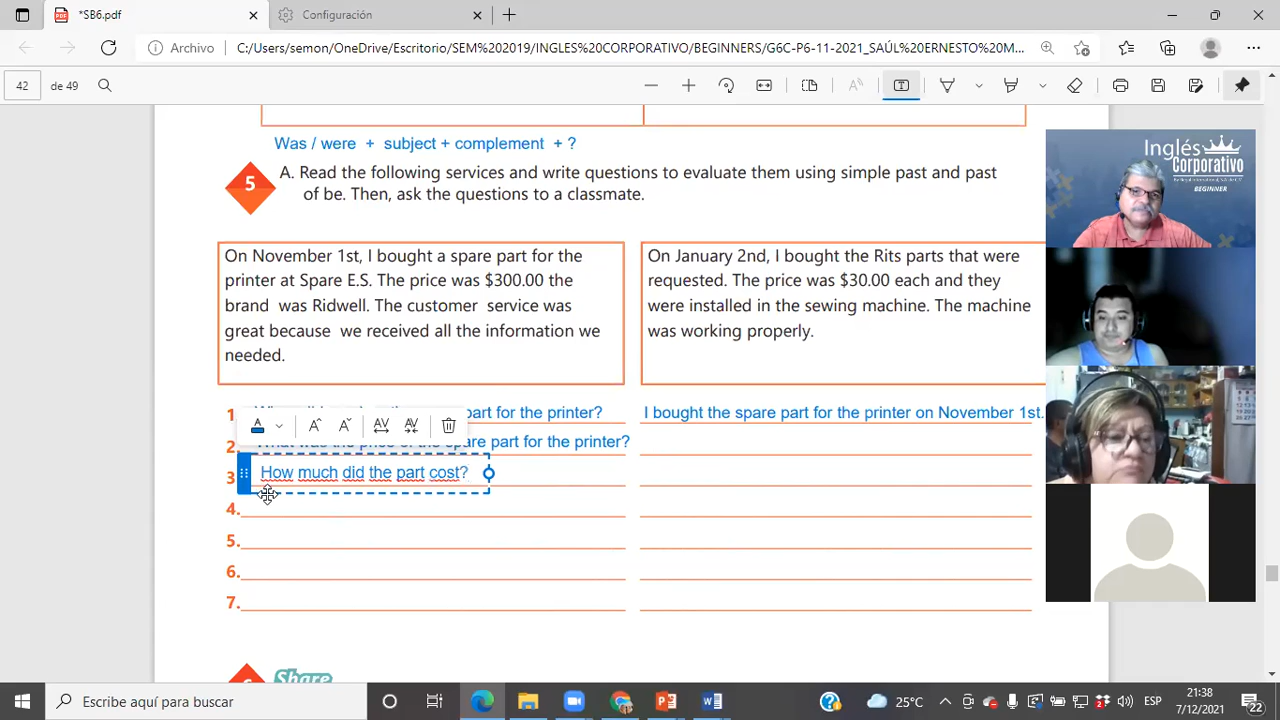 *SB6.pdf
Configuración
Archivo
C:/Users/semon/OneDrive/Escritorio/SEM%202019/INGLES%20CORPORATIVO/BEGINNERS/G6C-P6-11-2021_SAÚL%20ERNESTO%20M...
42
de 49
Was / were + subject + complement + ?
5
A. Read the following services and write questions to evaluate them using simple past and past
of be. Then, ask the questions to a classmate.
On November 1st, I bought a spare part for the
printer at Spare E.S. The price was $300.00 the
brand was Ridwell. The customer service was
great because we received all the information we
needed.
On January 2nd, I bought the Rits parts that were
requested. The price was $30.00 each and they
were installed in the sewing machine. The machine
was working properly.
1
part for the printer?
I bought the spare part for the printer on November 1st.
2. What was the price of the spare part for the printer?
3 How much did the part cost?
4.
5.
6.
7.
Share
Inglés
Corporativo
BEGINNER
Escribe aquí para buscar
25°C
ESP
21:38
7/12/2021
22